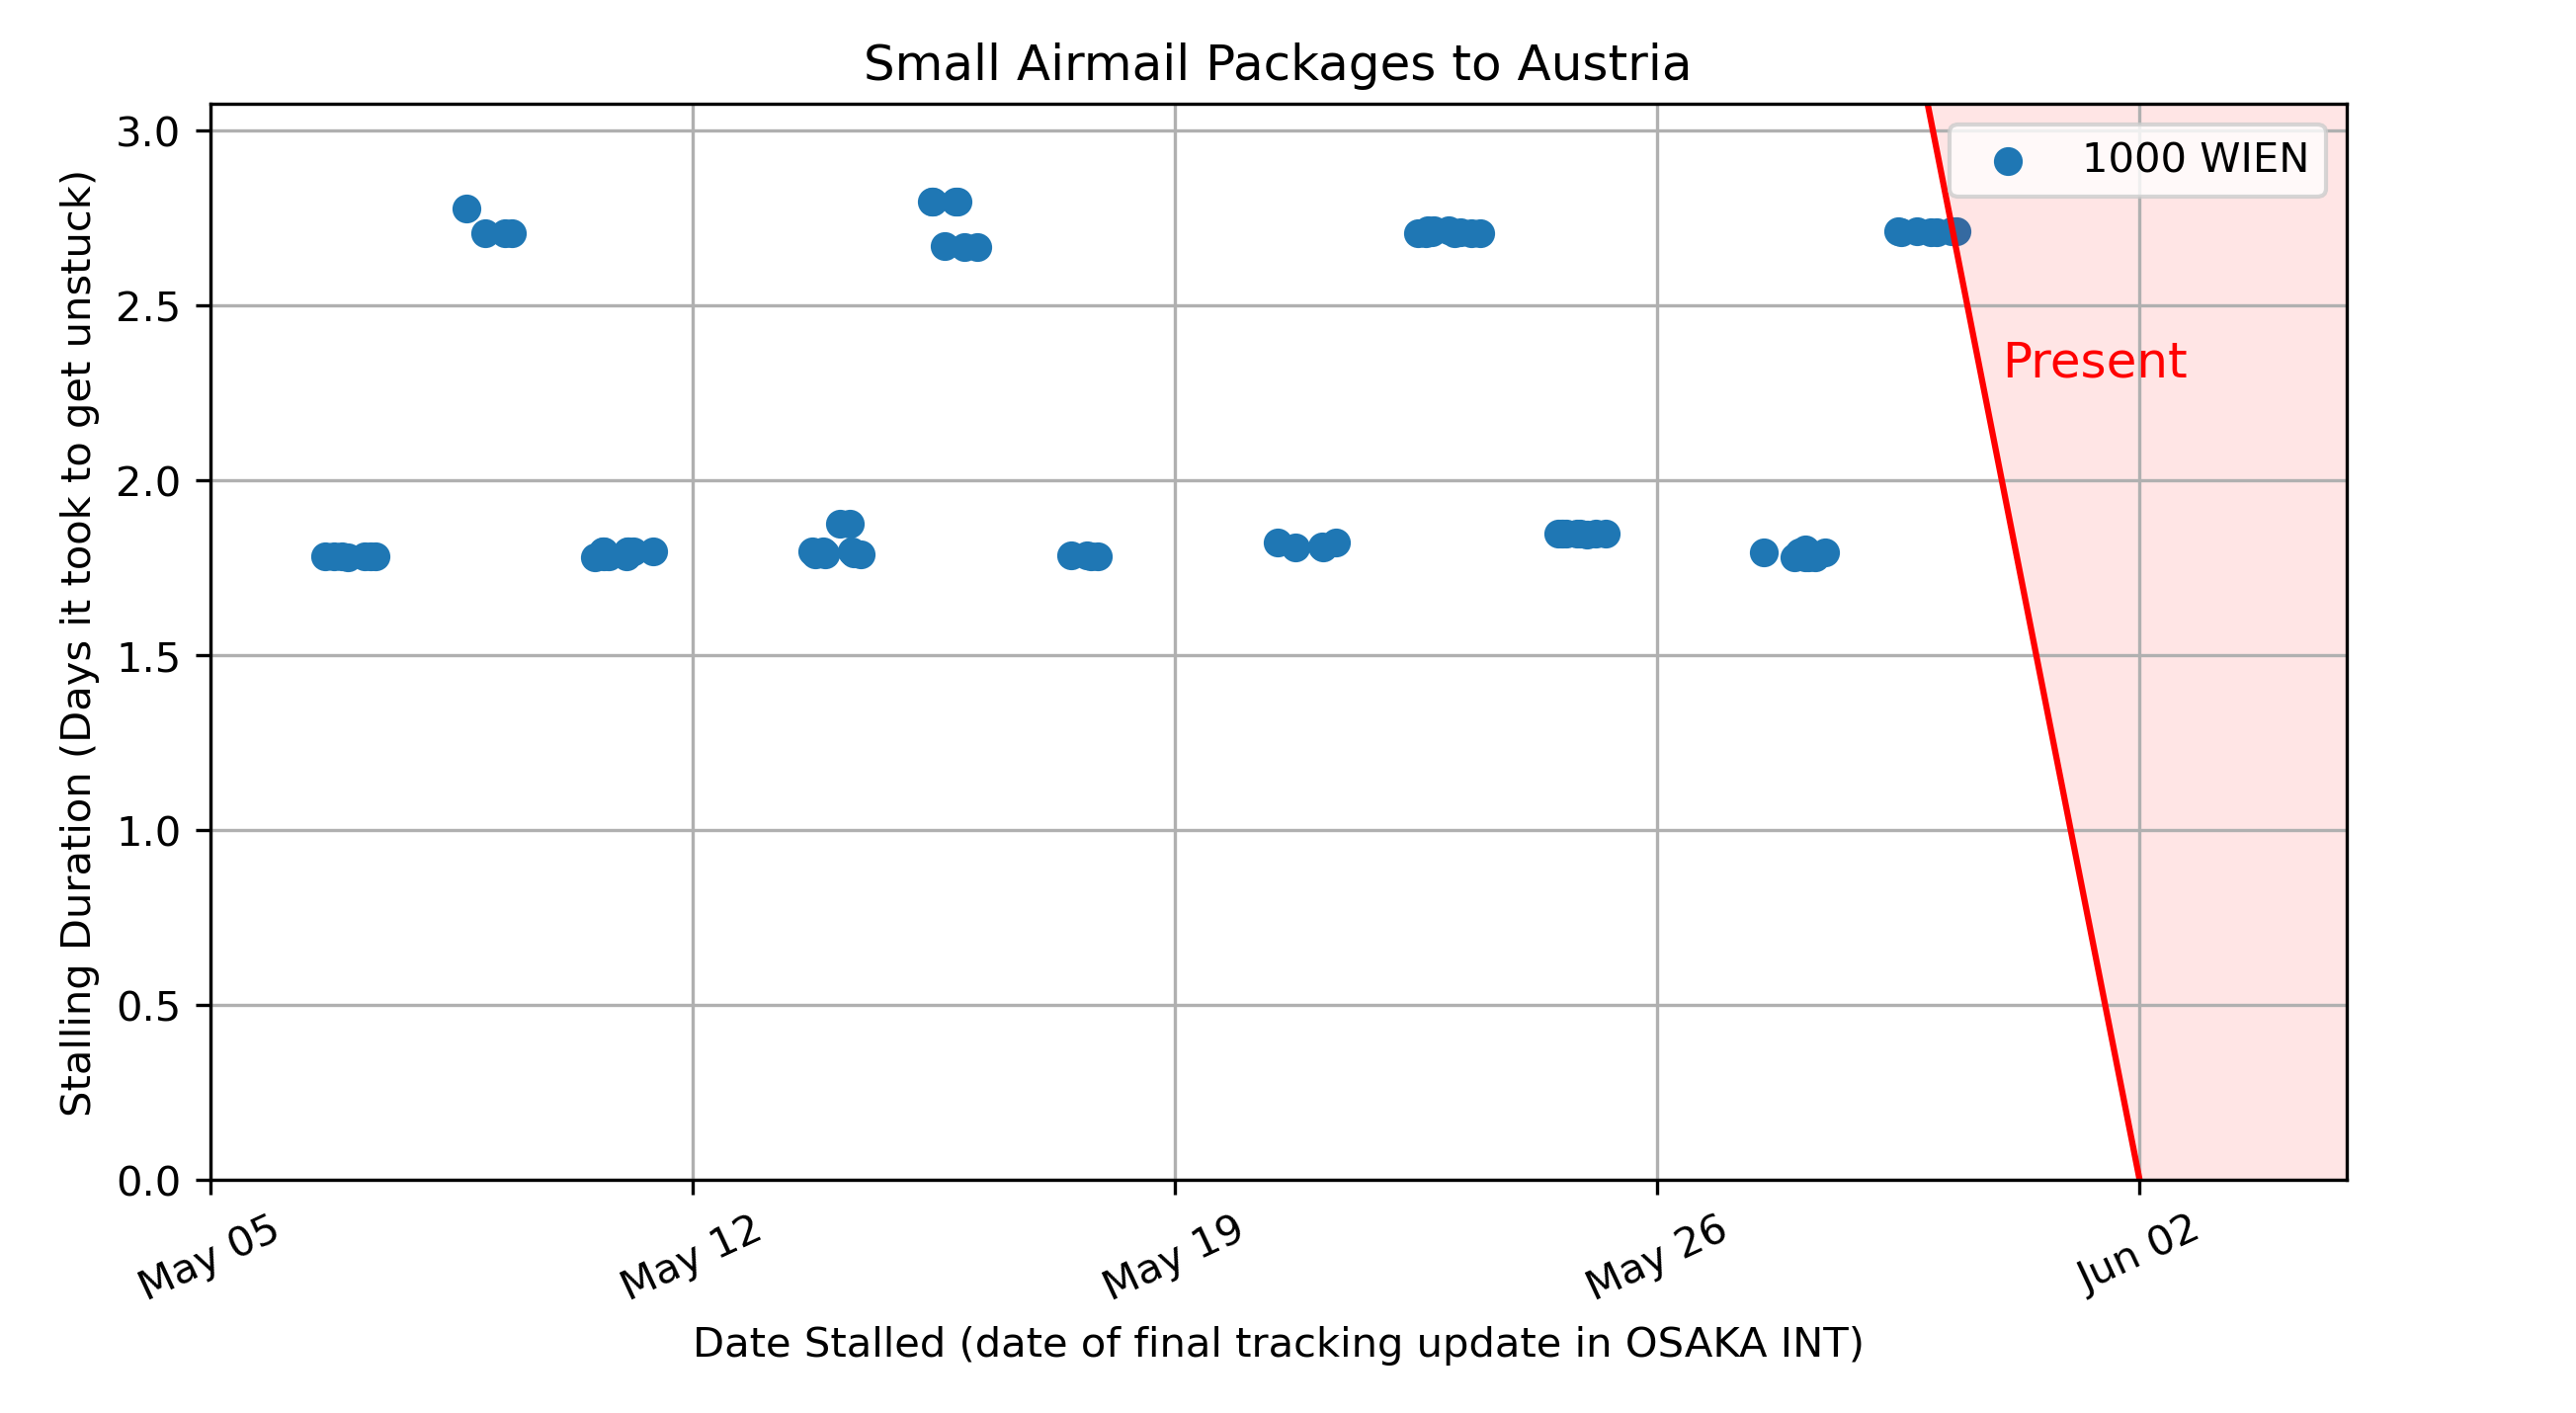 Small Airmail Packages to Austria
Stalling Duration (Days it took to get unstuck)
3.0
2.5
2.0
1.5
1.0
0.5
0.0
1000 WIEN
Present
May 05
May 12
May 19
May 26
Jun 02
Date Stalled (date of final tracking update in OSAKA INT)